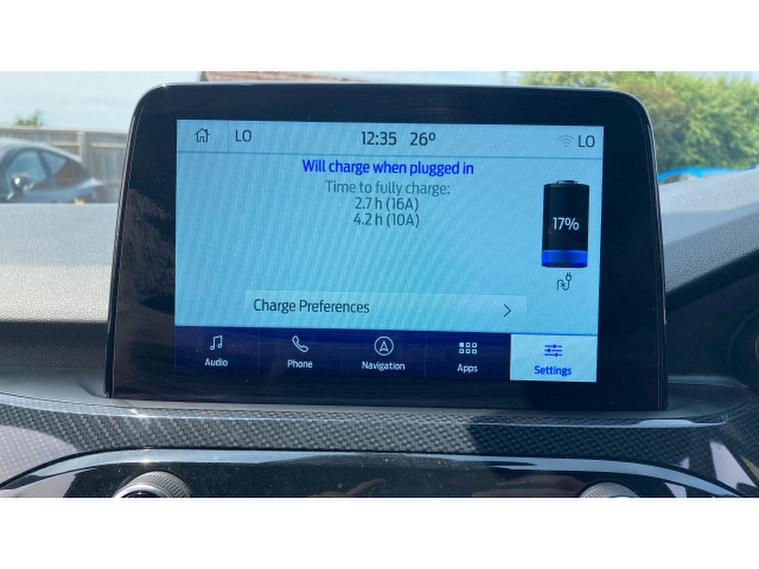 LO 12:35 26° LO
Will charge when plugged in
Time to fully charge:
2.7 h (16A)
4.2 h (10A)
17%
Charge Preferences
Audio Phone Navigation Apps Settings